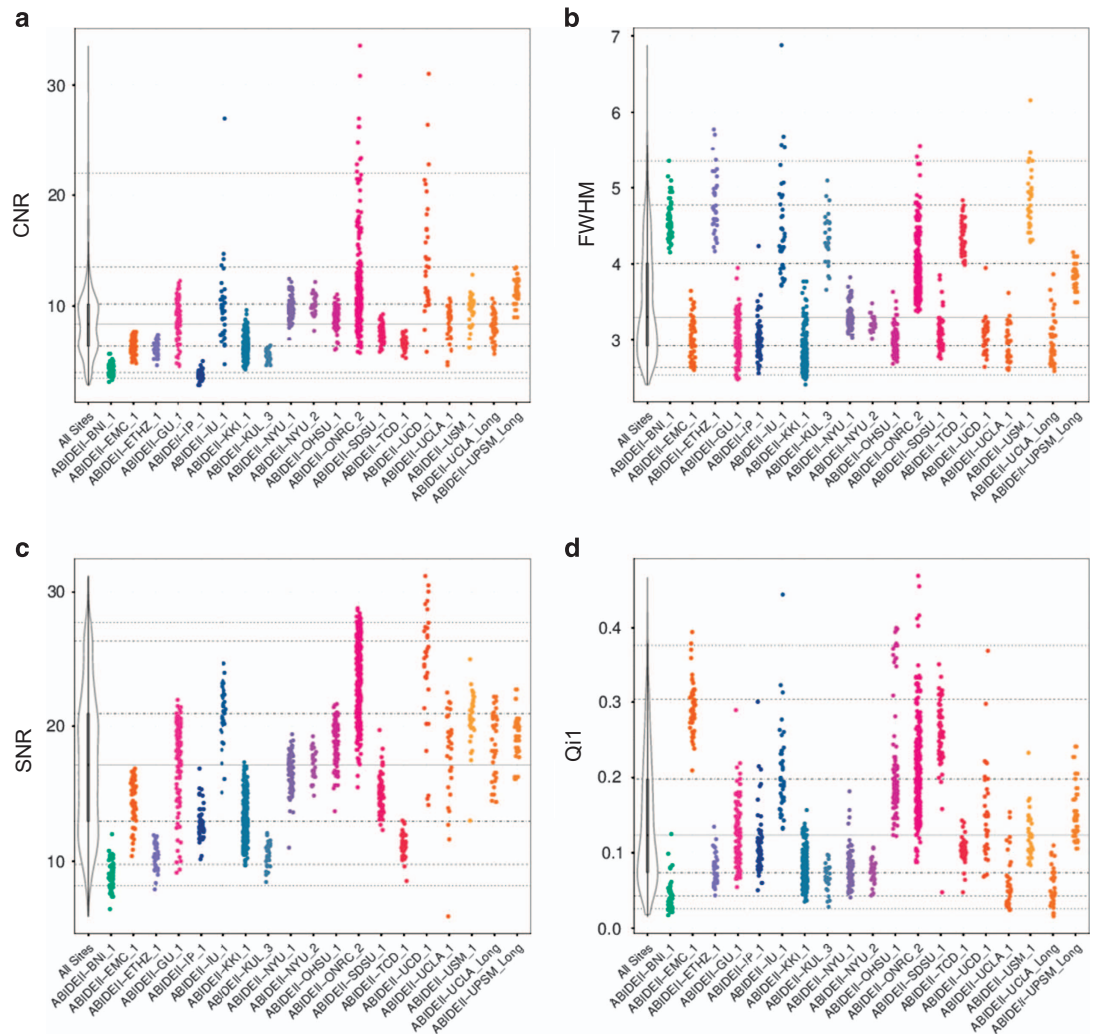 a
CNR
30
20
10
All Sites
ABIDEII-BNI_1
ABIDEII-EMC_1
ABIDEII-ETHZ_1
ABIDEII-GU_1
ABIDEII-IP_1
ABIDEII-IU_1
ABIDEII-KKI_1
ABIDEII-KUL_3
ABIDEII-NYU_1
ABIDEII-NYU_2
ABIDEII-OHSU_1
ABIDEII-ONRC_2
ABIDEII-SDSU_1
ABIDEII-TCD_1
ABIDEII-UCD_1
ABIDEII-UCLA_1
ABIDEII-USM_1
ABIDEII-UCLA_Long
ABIDEII-UPSM_Long
b
FWHM
7
6
5
4
3
All Sites
ABIDEII-BNI_1
ABIDEII-EMC_1
ABIDEII-ETHZ_1
ABIDEII-GU_1
ABIDEII-IP_1
ABIDEII-IU_1
ABIDEII-KKI_1
ABIDEII-KUL_3
ABIDEII-NYU_1
ABIDEII-NYU_2
ABIDEII-OHSU_1
ABIDEII-ONRC_2
ABIDEII-SDSU_1
ABIDEII-TCD_1
ABIDEII-UCD_1
ABIDEII-UCLA_1
ABIDEII-USM_1
ABIDEII-UCLA_Long
ABIDEII-UPSM_Long
c
SNR
30
20
10
All Sites
ABIDEII-BNI_1
ABIDEII-EMC_1
ABIDEII-ETHZ_1
ABIDEII-GU_1
ABIDEII-IP_1
ABIDEII-IU_1
ABIDEII-KKI_1
ABIDEII-KUL_3
ABIDEII-NYU_1
ABIDEII-NYU_2
ABIDEII-OHSU_1
ABIDEII-ONRC_2
ABIDEII-SDSU_1
ABIDEII-TCD_1
ABIDEII-UCD_1
ABIDEII-UCLA_1
ABIDEII-USM_1
ABIDEII-UCLA_Long
ABIDEII-UPSM_Long
d
Qi1
0.4
0.3
0.2
0.1
0.0
All Sites
ABIDEII-BNI_1
ABIDEII-EMC_1
ABIDEII-ETHZ_1
ABIDEII-GU_1
ABIDEII-IP_1
ABIDEII-IU_1
ABIDEII-KKI_1
ABIDEII-KUL_3
ABIDEII-NYU_1
ABIDEII-NYU_2
ABIDEII-OHSU_1
ABIDEII-ONRC_2
ABIDEII-SDSU_1
ABIDEII-TCD_1
ABIDEII-UCD_1
ABIDEII-UCLA_1
ABIDEII-USM_1
ABIDEII-UCLA_Long
ABIDEII-UPSM_Long